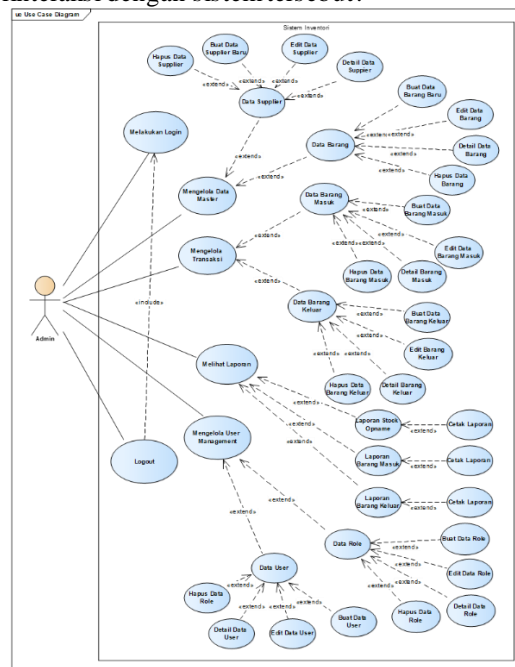 uc Use Case Diagram
Sistem Inventori
Hapus Data
Supplier
Buat Data
Supplier Baru
Edit Data
Supplier
Detail Data
Suppier
«extend»
«extend»
«extend»
«extend»
Data Supplier
Buat Data
Barang Baru
Edit Data
Barang
Detail Data
Barang
Hapus Data
Barang
«extend»
«extend»
«extend»
«extend»
Data Barang
Melakukan Login
«extend»
«extend»
Mengelola Data
Master
Data Barang
Masuk
Buat Data
Barang Masuk
Edit Data
Barang Masuk
Detail Barang
Masuk
Hapus Data
Barang Masuk
«extend»
«extend»
«extend»
«extend»
«extend»
Mengelola
Transaksi
«extend»
Data Barang
Keluar
Buat Data
Barang Keluar
Edit Barang
Keluar
Detail Barang
Keluar
Hapus Data
Barang Keluar
«extend»
«extend»
«extend»
«extend»
«include»
Admin
Melihat Laporan
«extend»
«extend»
«extend»
Laporan Stock
Opname
«extend»
Cetak Laporan
Laporan
Barang Masuk
«extend»
Cetak Laporan
Laporan
Barang Keluar
«extend»
Cetak Laporan
Mengelola User
Management
Logout
«extend»
«extend»
Data Role
Buat Data Role
Edit Data Role
Detail Data
Role
Hapus Data
Role
«extend»
«extend»
«extend»
«extend»
Data User
Hapus Data
Role
Detail Data
User
Edit Data User
Buat Data
User
«extend»
«extend»
«extend»
«extend»